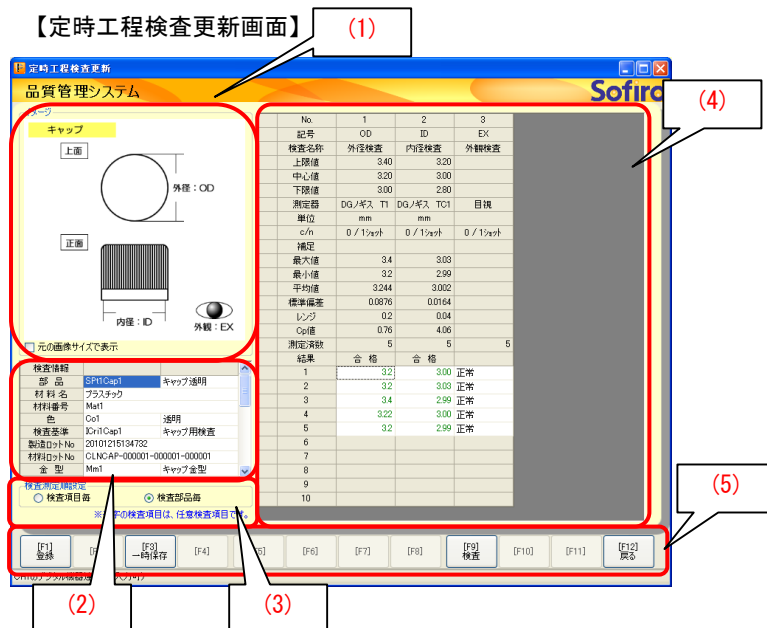 【定時工程検査更新画面】
(1)
定時工程検査更新
品質管理システム
Sofiro
(4)
キャップ
上面
外径：OD
正面
内径：ID
外観：EX
元の画像サイズで表示
No. 1 2 3
記号 OD ID EX
検査名称 外径検査 内径検査 外観検査
上限値 3.40 3.20
中心値 3.20 3.00
下限値 3.00 2.80
測定器 DGノギス T1 DGノギス TC1 目視
単位 mm mm
c/n 0 / 1ショット 0 / 1ショット 0 / 1ショット
補足
最大値 3.4 3.03
最小値 3.2 2.99
平均値 3.244 3.002
標準偏差 0.0876 0.0164
レンジ 0.2 0.04
Cp値 0.76 4.06
測定済数 5 5 5
結果 合格 合格
1 3.2 3.00 正常
2 3.2 3.03 正常
3 3.4 2.99 正常
4 3.22 3.00 正常
5 3.2 2.99 正常
6
7
8
9
10
検査情報
部品 SPt1Cap1 キャップ透明
材料名 プラスチック
材料番号 Mat1
色 Co1 透明
検査基準 ICri1Cap1 キャップ用検査
製造ロットNo 20101215134732
材料ロットNo CLNCAP-000001-000001-000001
金型 Mm1 キャップ金型
検査測定順設定
検査項目毎 検査部品毎
字の検査項目は、任意検査項目です。
(5)
[F1] 登録
[F3] 一時保存
[F4]
[F6]
[F7]
[F8]
[F9] 検査
[F10]
[F11]
[F12] 戻る
(2)
(3)